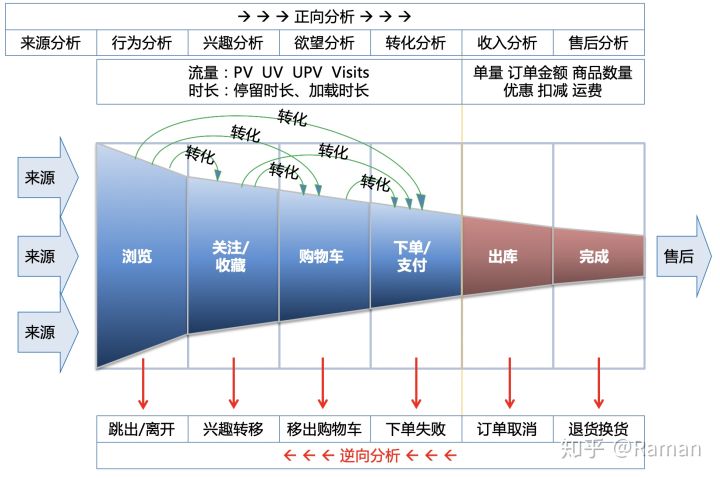 → → → 正向分析 → → →
来源分析 行为分析 兴趣分析 欲望分析 转化分析 收入分析 售后分析
流量：PV UV UPV Visits
时长：停留时长、加载时长
单量 订单金额 商品数量
优惠 扣减 运费
转化
转化
转化
转化
转化
转化
来源
来源
来源
浏览
关注/
收藏
购物车
下单/
支付
出库
完成
售后
跳出/离开 兴趣转移 移出购物车 下单失败 订单取消 退货换货
← ← ← 逆向分析 ← ← ←
知乎 @Raman